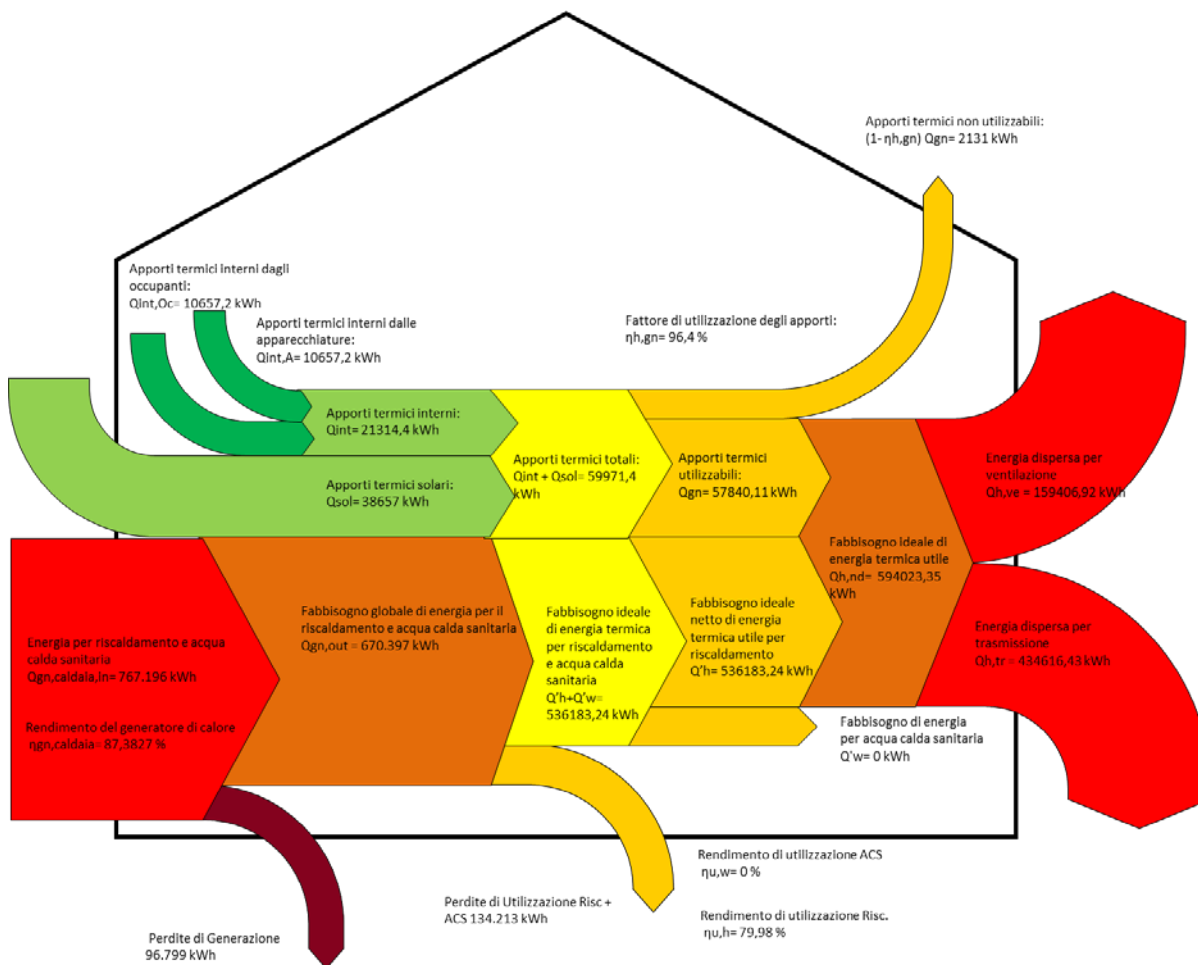 Apporti termici non utilizzabili:
(1- ηh,gn) Qgn= 2131 kWh
Apporti termici interni dagli
occupanti:
Qint,Oc= 10657,2 kWh
Apporti termici interni dalle
apparecchiature:
Qint,A= 10657,2 kWh
Fattore di utilizzazione degli apporti:
ηh,gn= 96,4 %
Apporti termici interni:
Qint= 21314,4 kWh
Apporti termici solari:
Qsol= 38657 kWh
Apporti termici totali:
Qint + Qsol= 59971,4
kWh
Apporti termici
utilizzabili:
Qgn= 57840,11 kWh
Energia dispersa per
ventilazione
Qh,ve= 159406,92 kWh
Fabbisogno ideale di
energia termica utile
Qh,nd= 594023,35
kWh
Energia per riscaldamento e acqua
calda sanitaria
Qgn,caldaia,in= 767.196 kWh
Rendimento del generatore di calore
ηgn,caldaia= 87,3827 %
Fabbisogno globale di energia per il
riscaldamento e acqua calda sanitaria
Qgn,out = 670.397 kWh
Fabbisogno ideale
di energia termica
per riscaldamento
e acqua calda
sanitaria
Q'h+Q'w=
536183,24 kWh
Fabbisogno ideale
netto di energia
termica utile per
riscaldamento
Q'h= 536183,24 kWh
Energia dispersa per
trasmissione
Qh,tr= 434616,43 kWh
Fabbisogno di energia
per acqua calda sanitaria
Q'w= 0 kWh
Rendimento di utilizzazione ACS
ηu,w= 0 %
Rendimento di utilizzazione Risc.
ηu,h= 79,98 %
Perdite di Utilizzazione Risc +
ACS 134.213 kWh
Perdite di Generazione
96.799 kWh